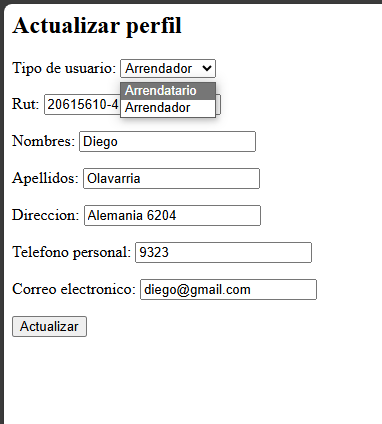 Actualizar perfil
Tipo de usuario: Arrendador
Arrendatario
Arrendador
Rut: 20615610-4
Nombres: Diego
Apellidos: Olavarria
Direccion: Alemania 6204
Telefono personal: 9323
Correo electronico: diego@gmail.com
Actualizar